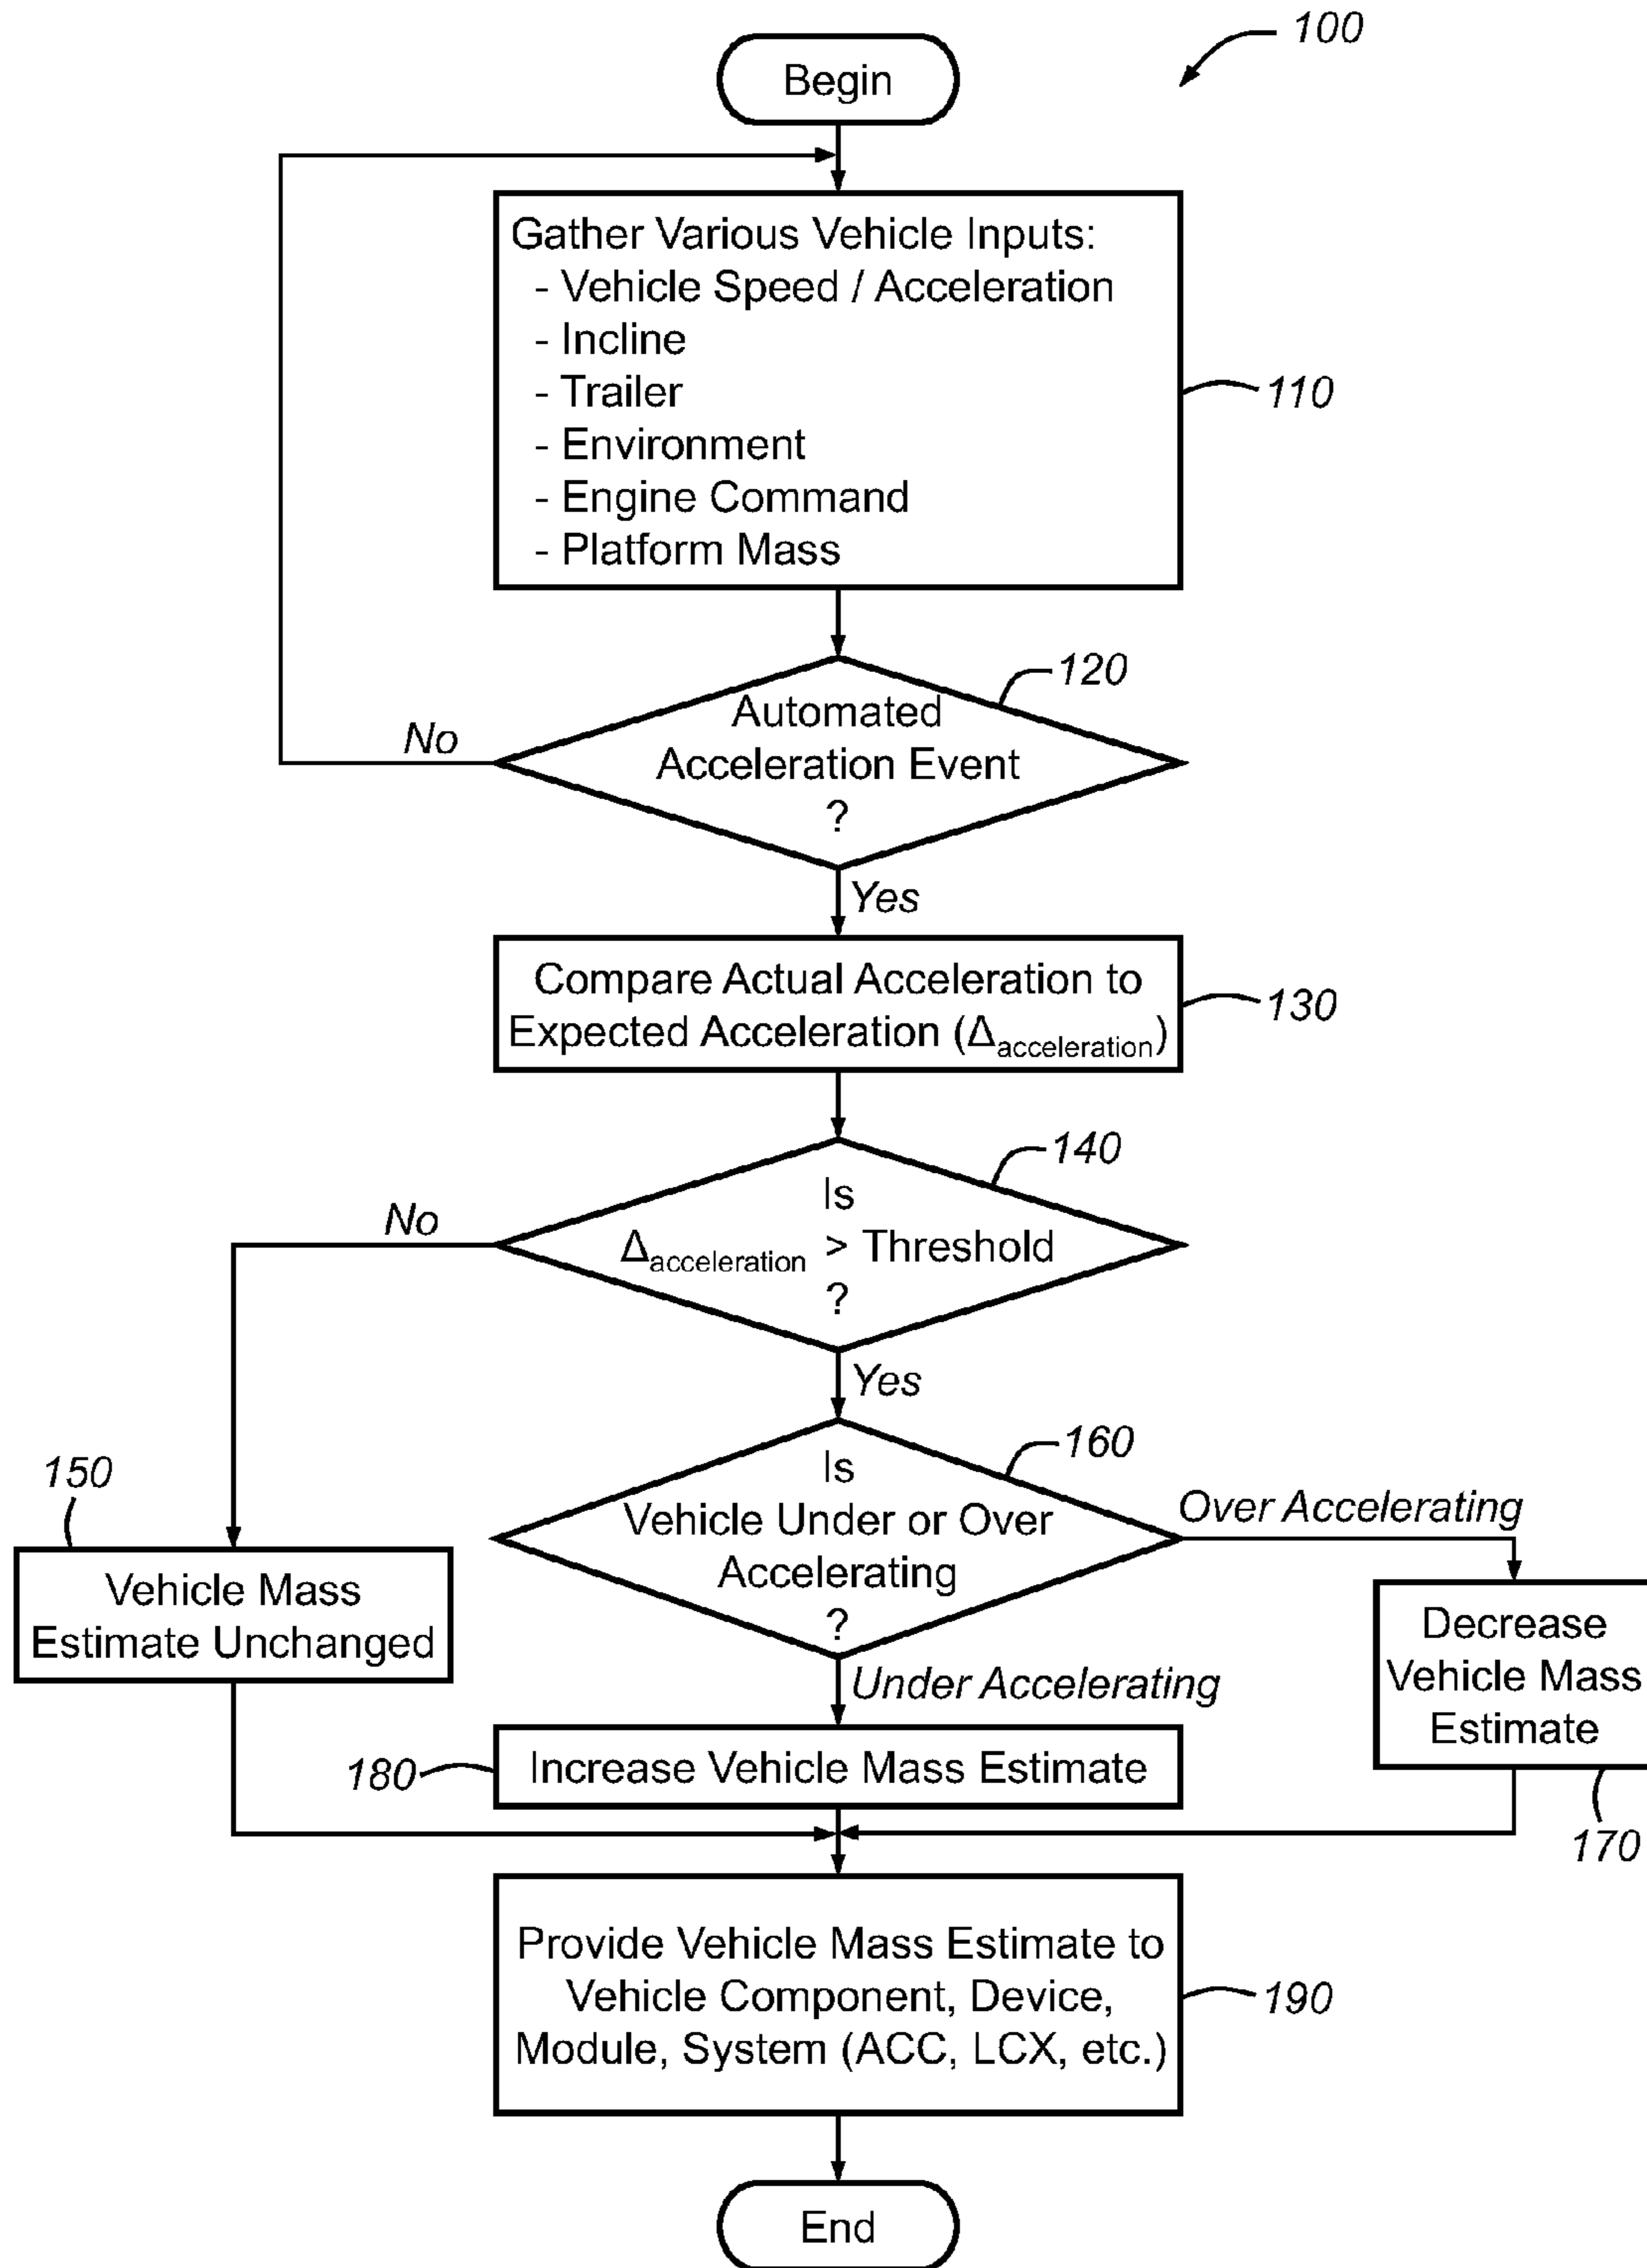 100
Begin
Gather Various Vehicle Inputs:
- Vehicle Speed / Acceleration
- Incline
- Trailer
- Environment
- Engine Command
- Platform Mass
110
120
Automated
Acceleration Event
?
No
Yes
Compare Actual Acceleration to
Expected Acceleration (Δacceleration)
130
140
Is
Δacceleration > Threshold
?
No
Yes
160
Is
Vehicle Under or Over
Accelerating
?
Over Accelerating
150
Vehicle Mass
Estimate Unchanged
Decrease
Vehicle Mass
Estimate
170
Under Accelerating
180
Increase Vehicle Mass Estimate
Provide Vehicle Mass Estimate to
Vehicle Component, Device,
Module, System (ACC, LCX, etc.)
190
End